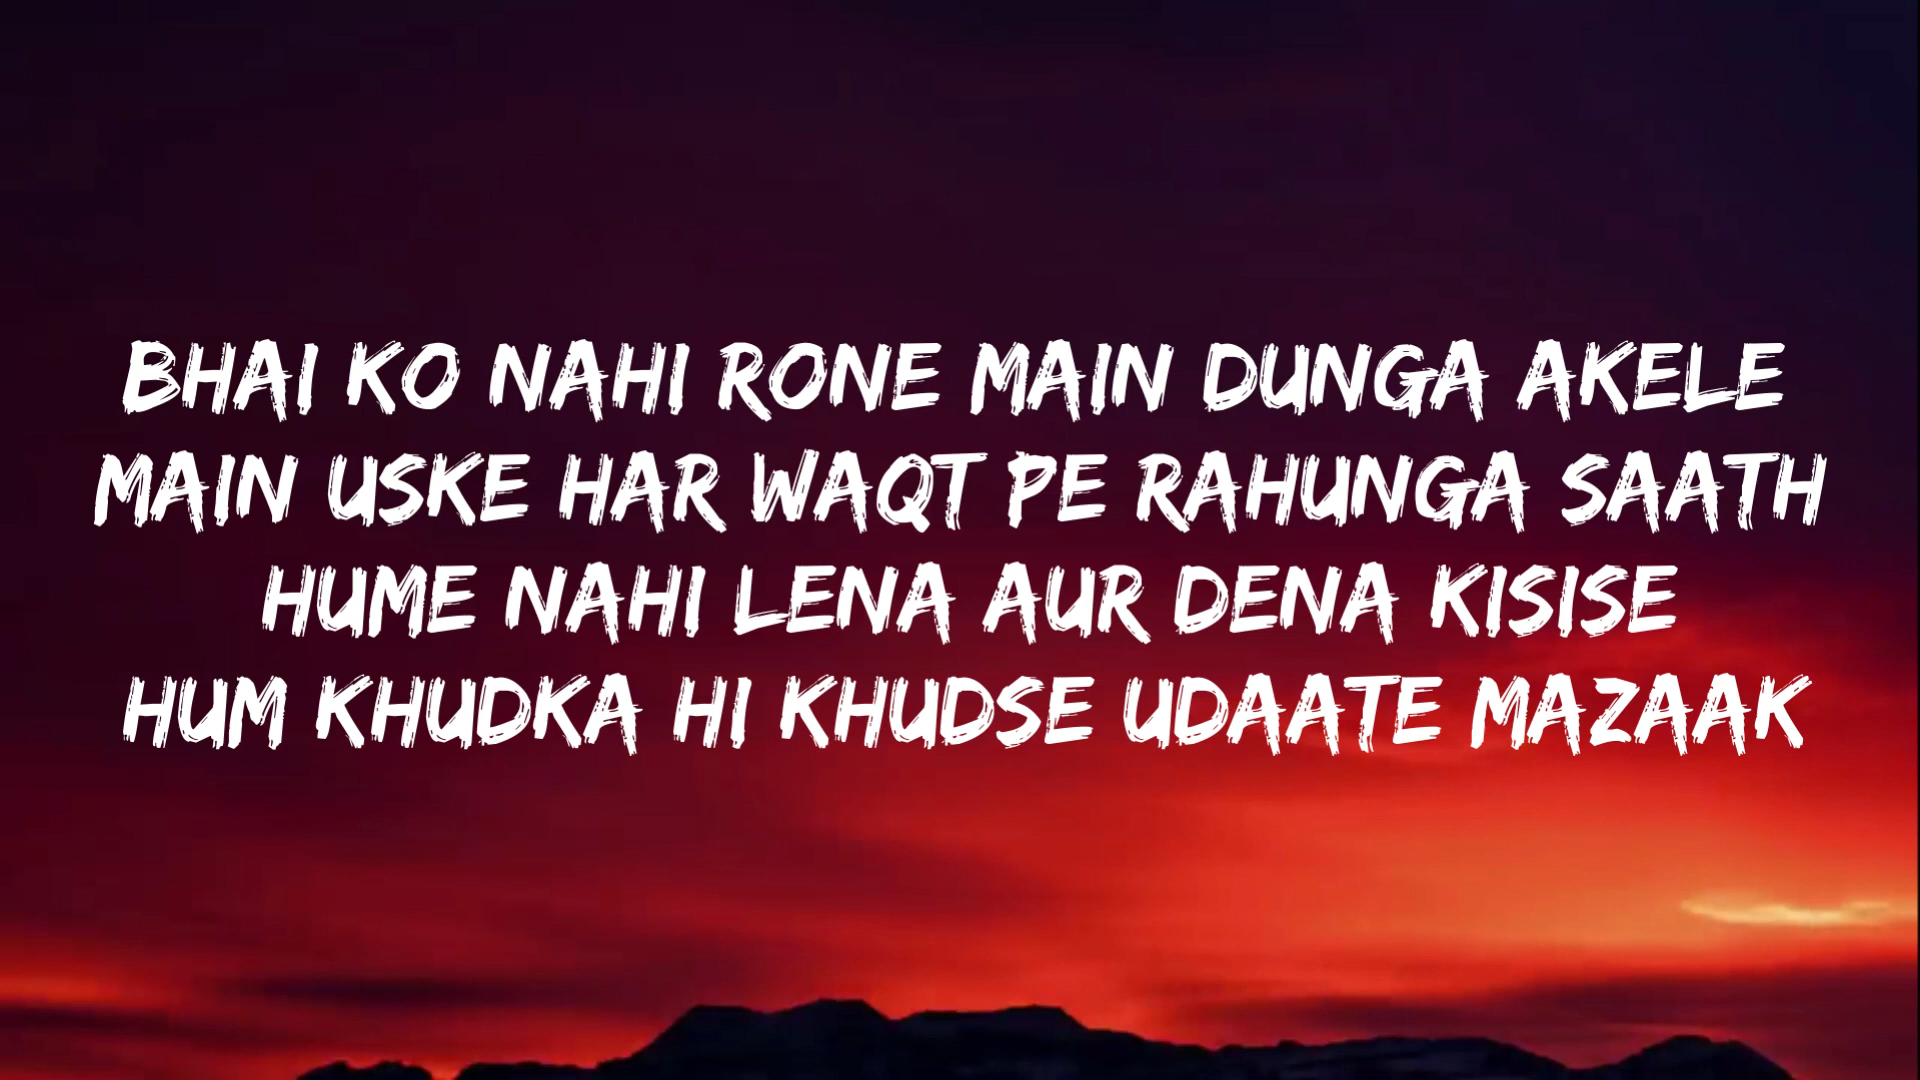 BHAI KO NAHI RONE MAIN DUNGA AKELE
MAIN USKE HAR WAQT PE RAHUNGA SAATH
HUME NAHI LENA AUR DENA KISISE
HUM KHUDKA HI KHUDSE UDAATE MAZAAK